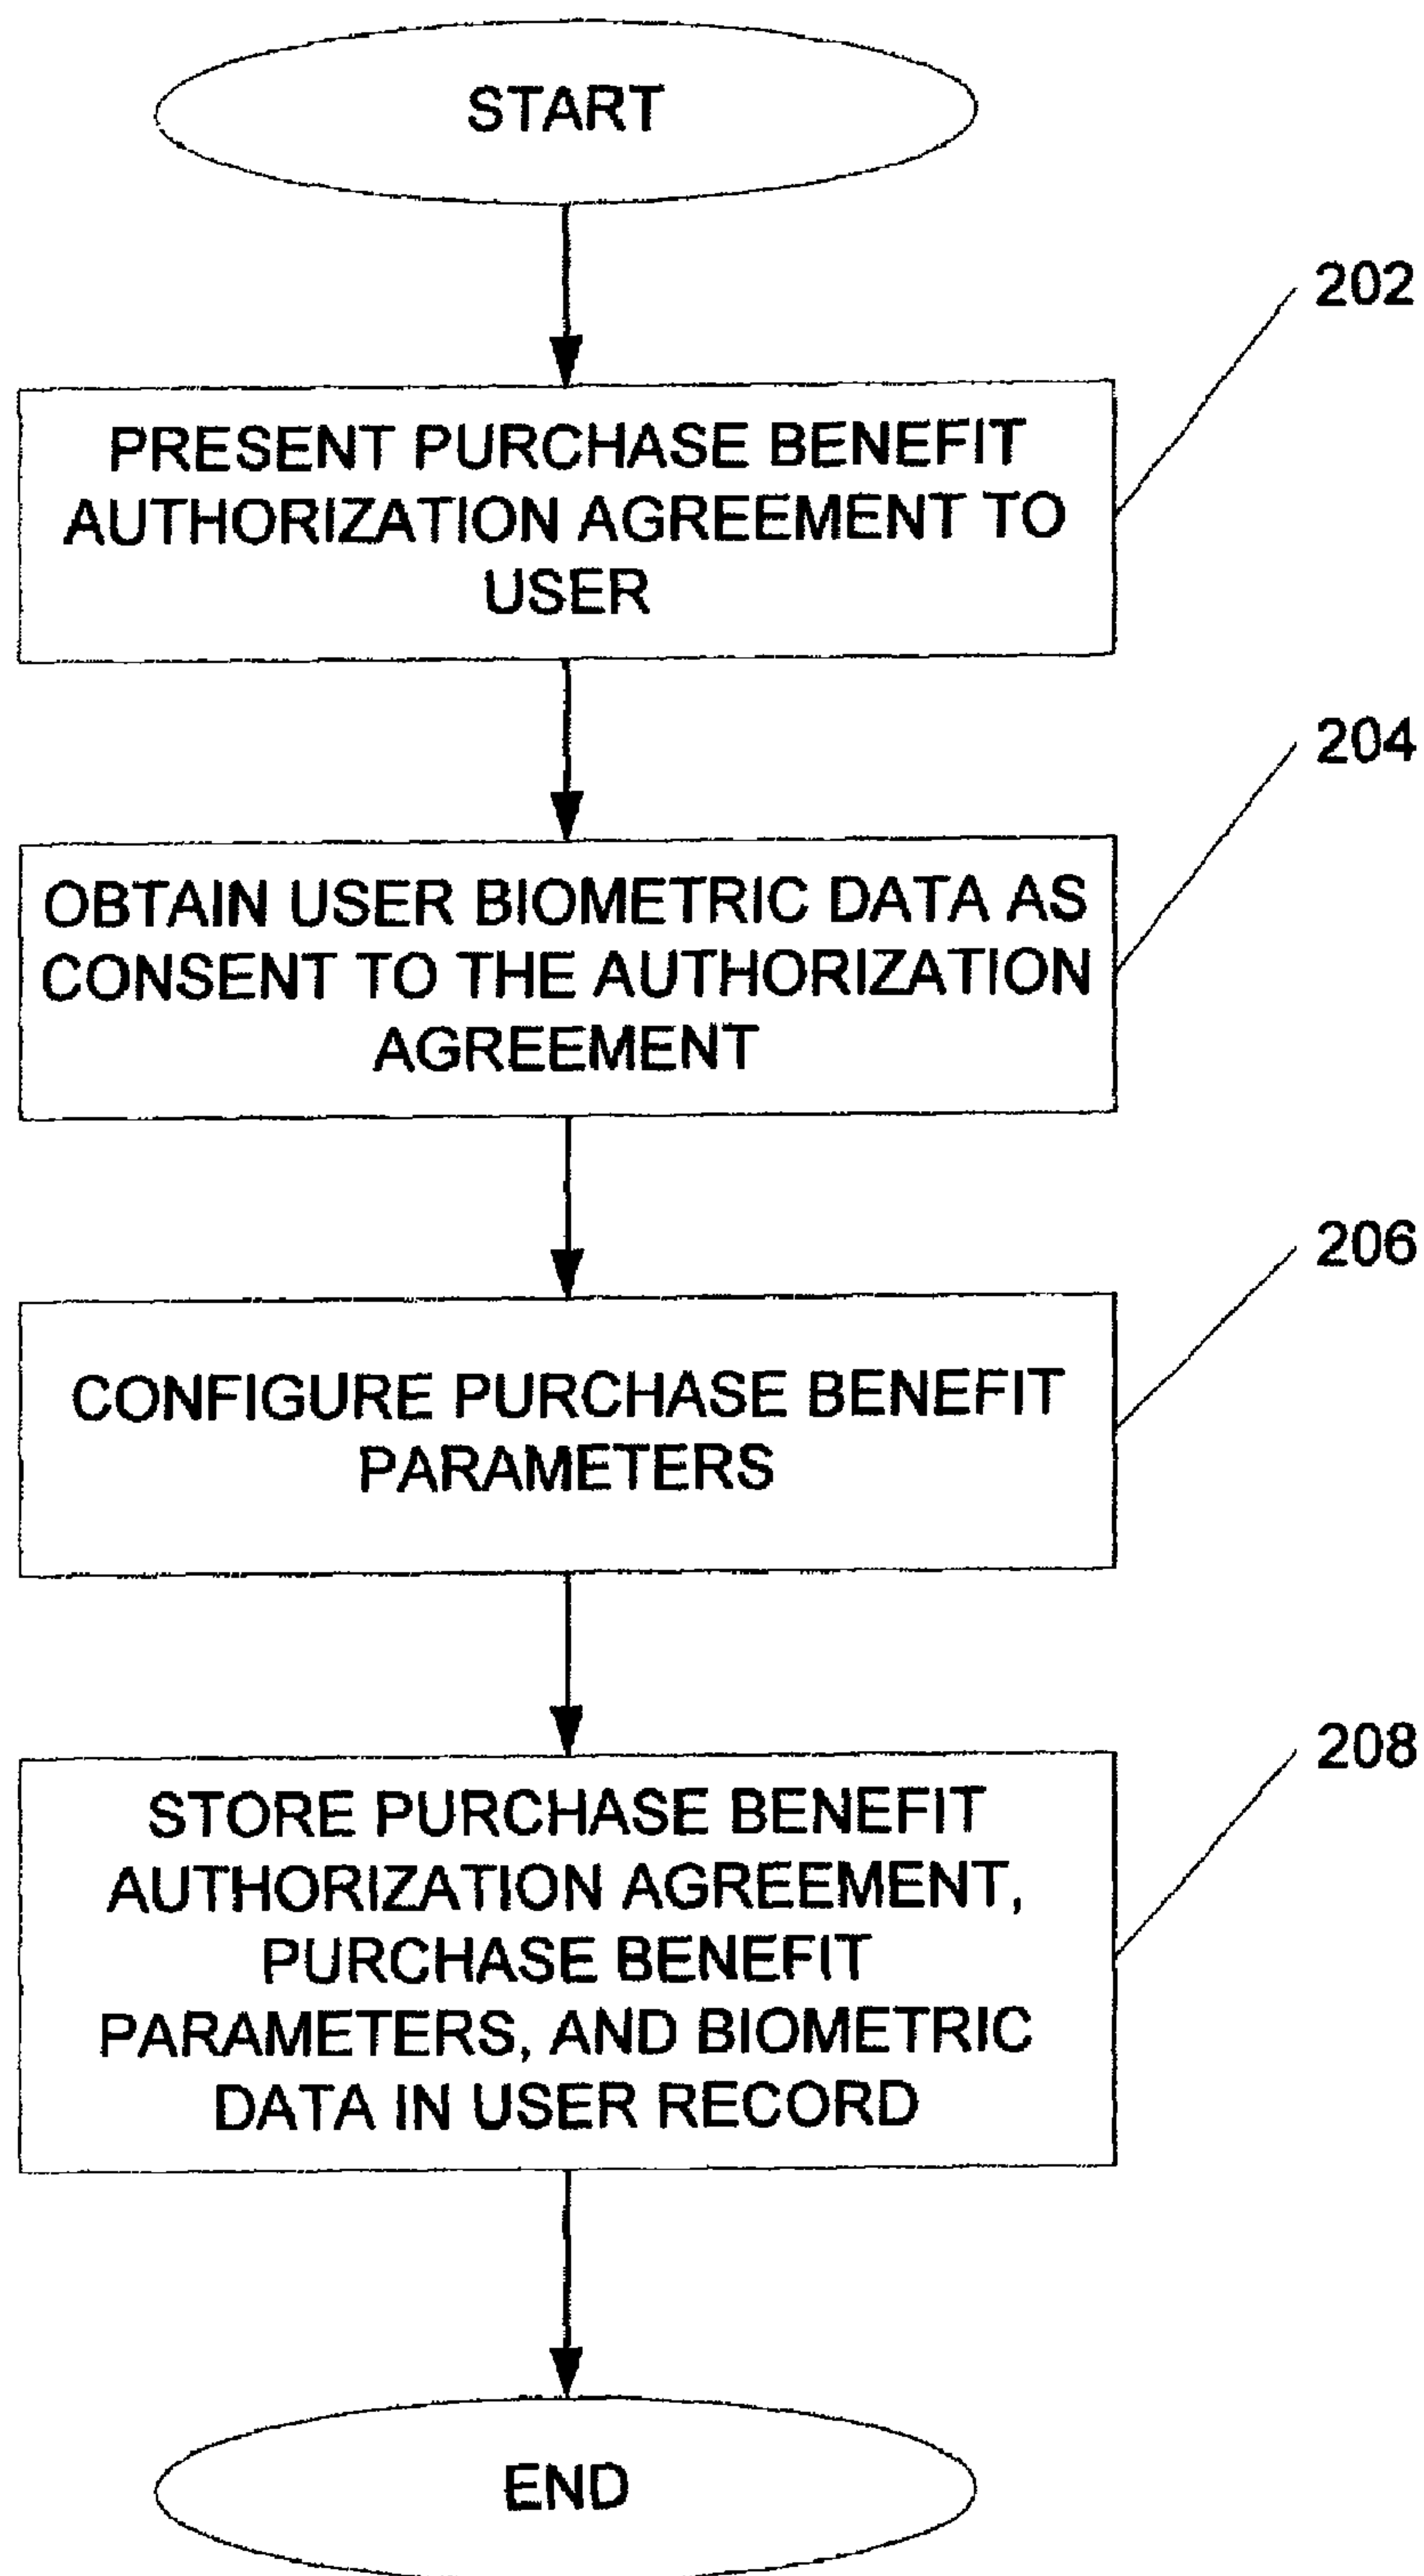 START
202
PRESENT PURCHASE BENEFIT
AUTHORIZATION AGREEMENT TO
USER
204
OBTAIN USER BIOMETRIC DATA AS
CONSENT TO THE AUTHORIZATION
AGREEMENT
206
CONFIGURE PURCHASE BENEFIT
PARAMETERS
208
STORE PURCHASE BENEFIT
AUTHORIZATION AGREEMENT,
PURCHASE BENEFIT
PARAMETERS, AND BIOMETRIC
DATA IN USER RECORD
END